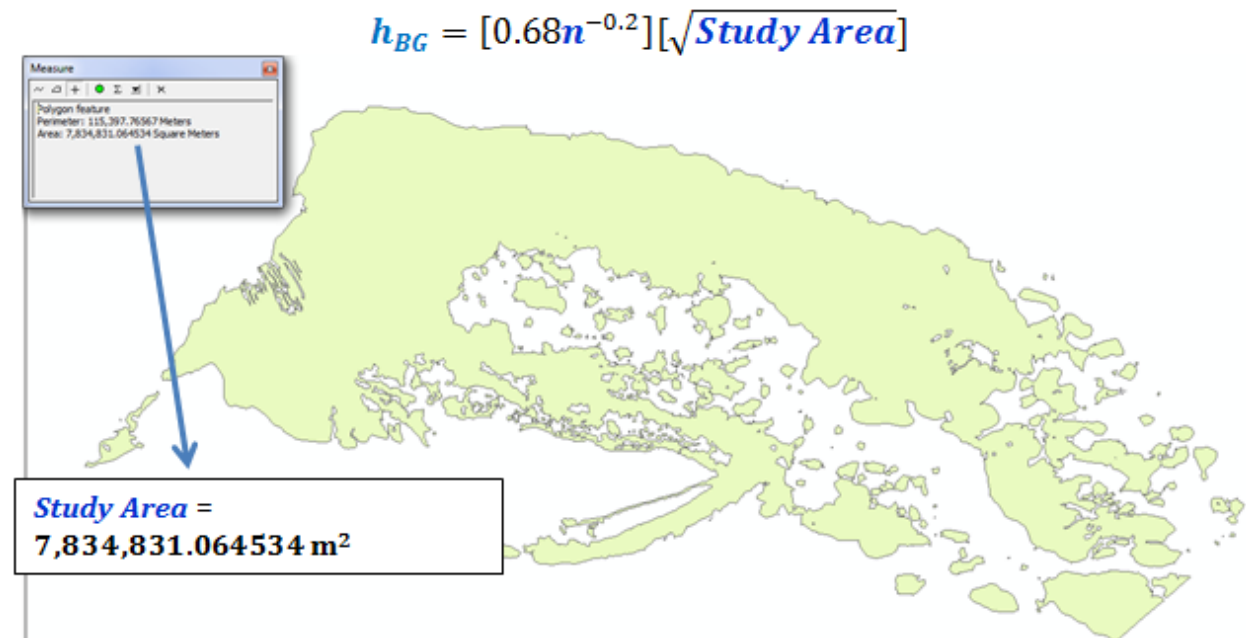 h_BG = [0.68n^−0.2][√Study Area]
Measure
Polygon feature
Perimeter: 115,397.76567 Meters
Area: 7,834,831.064534 Square Meters
Study Area =
7,834,831.064534 m²